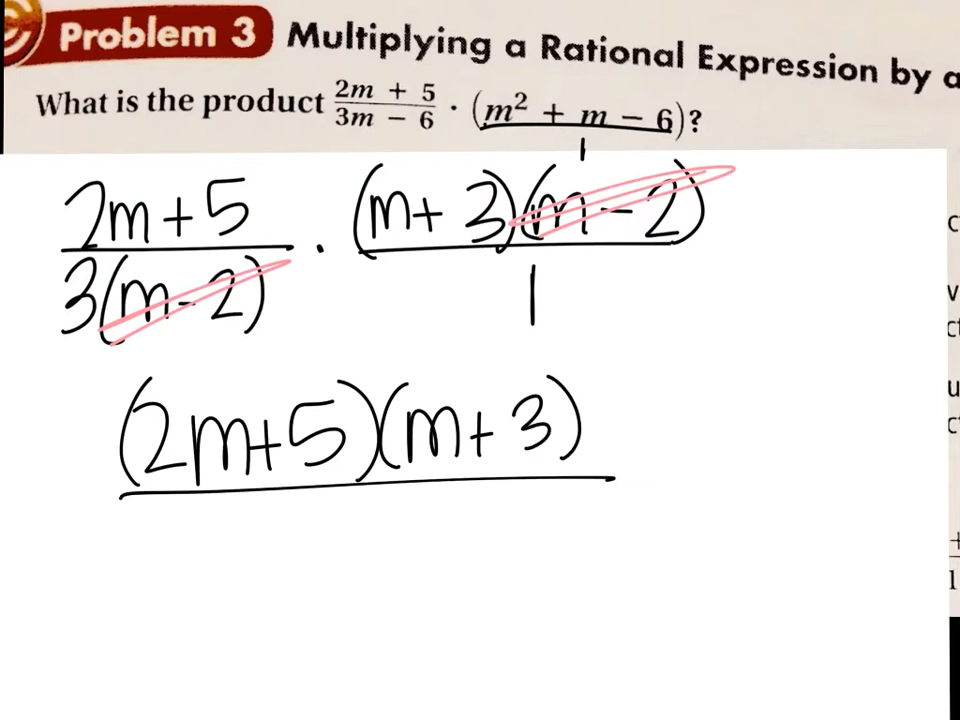 Problem 3 Multiplying a Rational Expression by a
What is the product (2m + 5)/(3m − 6) · (m² + m − 6)?
1
2m + 5 · (m + 3)(m − 2)
3(m − 2) 1
(2m + 5)(m + 3)